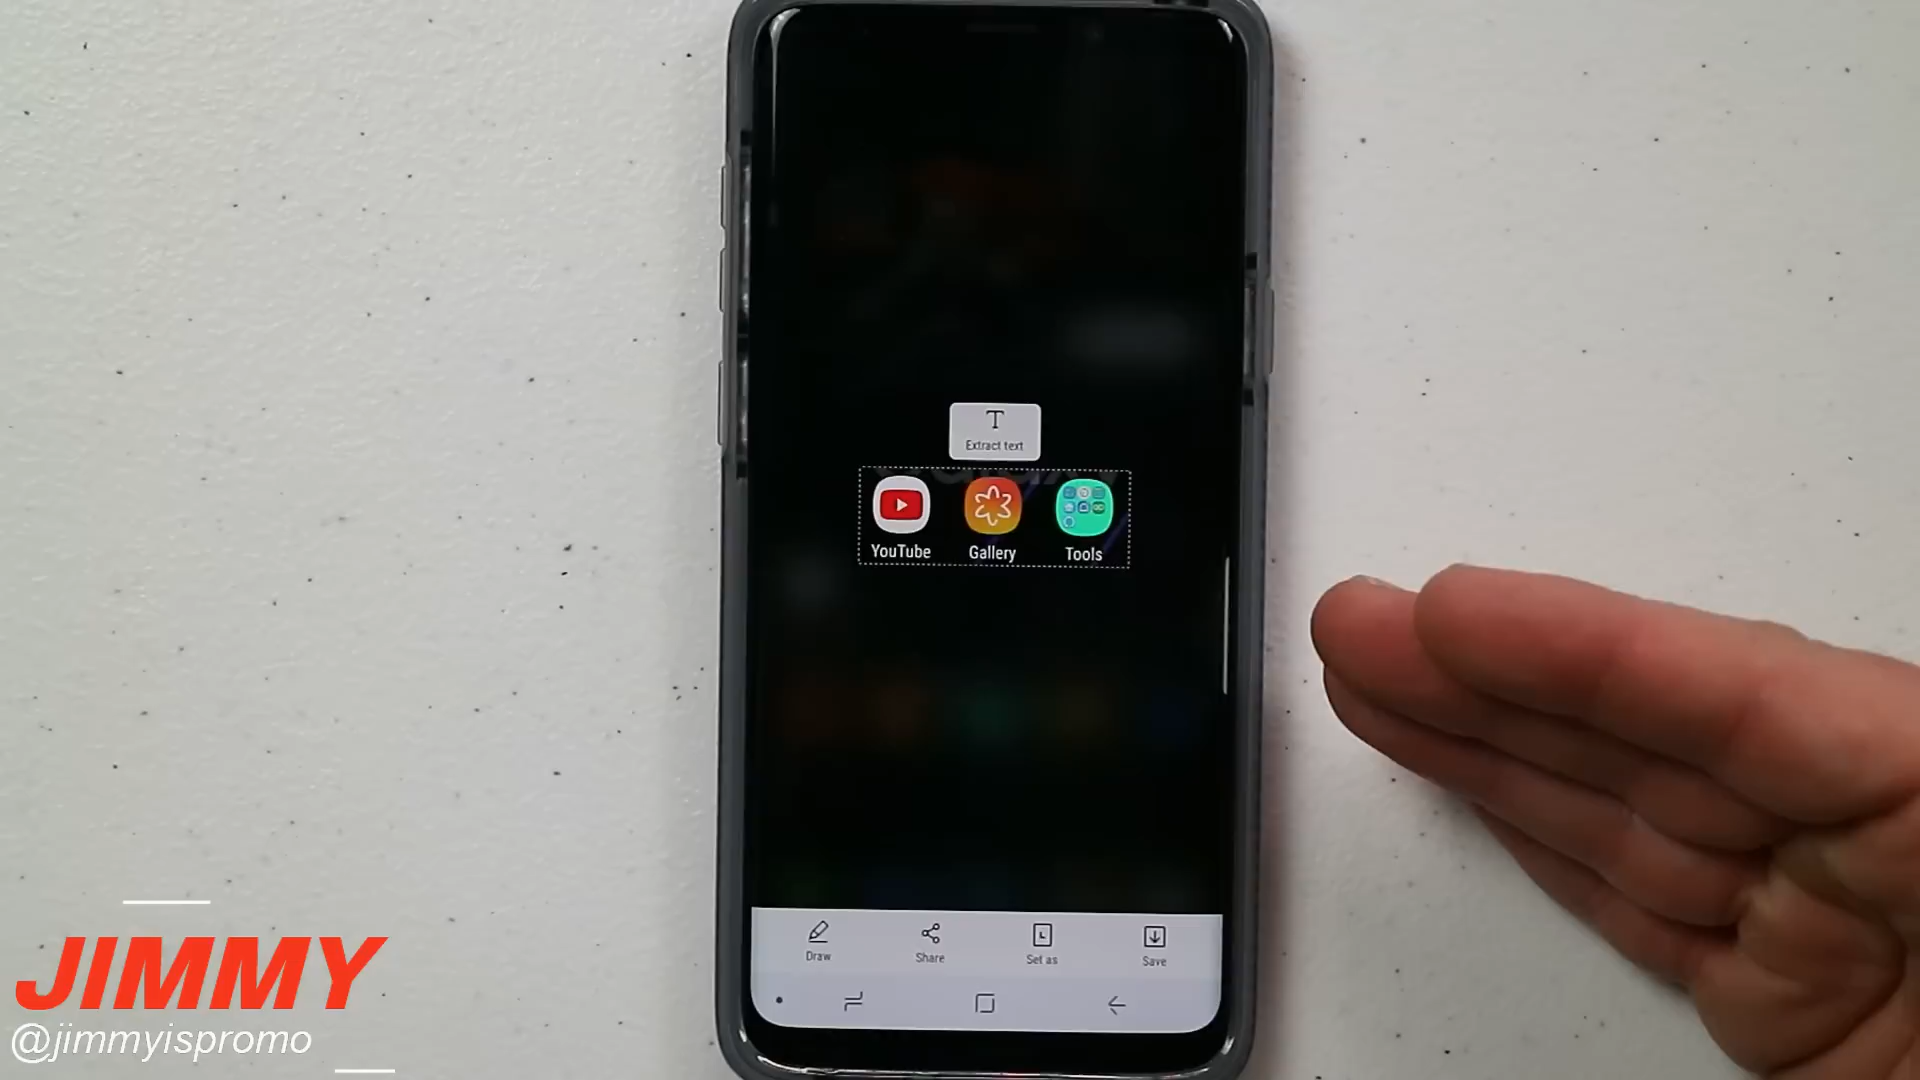 T
Extract text
YouTube Gallery Tools
Draw Share Set as Save
JIMMY
@jimmyispromo